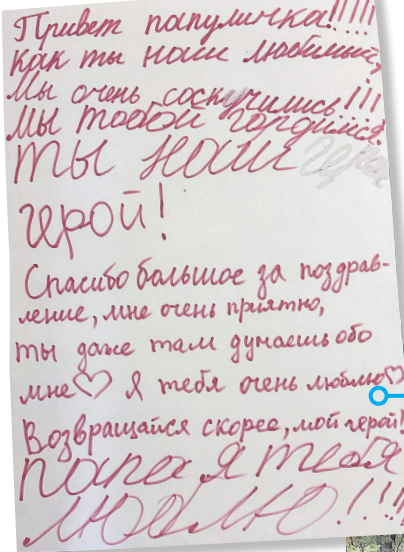 Привет папуличка!!!!!
Как ты наш любимый,
Мы очень соскучились!!!
Мы тобой гордимся!
ты наш герой
герой!
Спасибо большое за поздрав-
ление, мне очень приятно,
ты даже там думаешь обо
мне♡ Я тебя очень люблю♡
Возвращайся скорее, мой герой!
папа я тебя
люблю!!!!